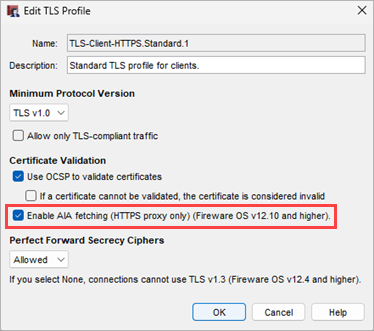 Edit TLS Profile
Name: TLS-Client-HTTPS.Standard.1
Description: Standard TLS profile for clients.
Minimum Protocol Version
TLS v1.0
Allow only TLS-compliant traffic
Certificate Validation
Use OCSP to validate certificates
If a certificate cannot be validated, the certificate is considered invalid
Enable AIA fetching (HTTPS proxy only) (Fireware OS v12.10 and higher).
Perfect Forward Secrecy Ciphers
Allowed
If you select None, connections cannot use TLS v1.3 (Fireware OS v12.4 and higher).
OK Cancel Help